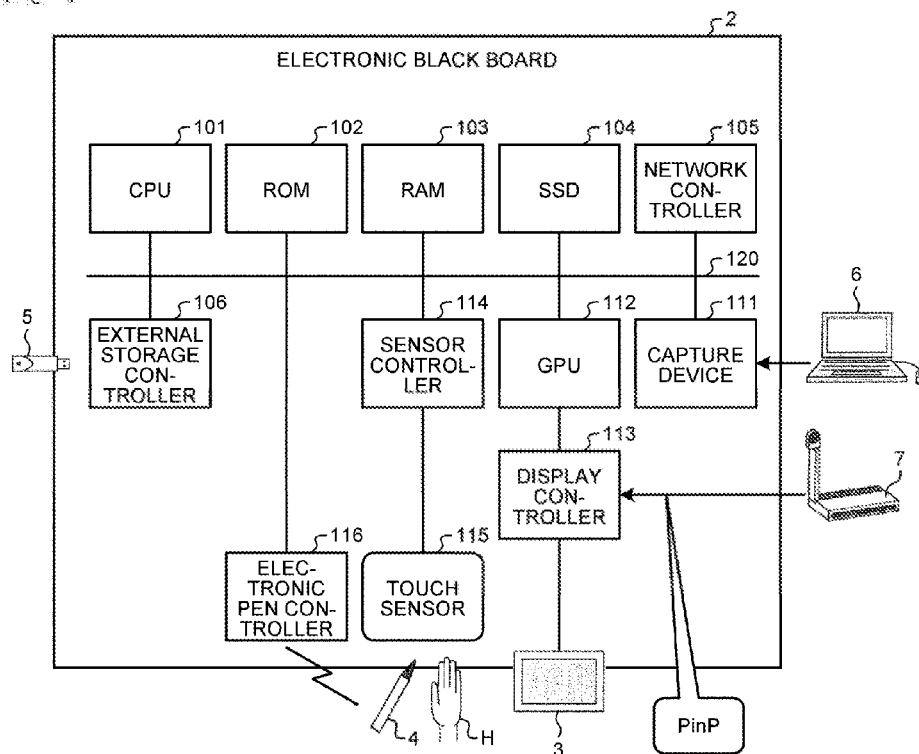 2
ELECTRONIC BLACK BOARD
101 102 103 104 105
CPU ROM RAM SSD NETWORK
CON-
TROLLER
120
106 114 112 111 6
5
EXTERNAL
STORAGE
CON-
TROLLER
SENSOR
CONTROL-
LER
GPU
CAPTURE
DEVICE
113
7
DISPLAY
CON-
TROLLER
116 115
ELEC-
TRONIC
PEN CON-
TROLLER
TOUCH
SENSOR
4 H 3
PinP